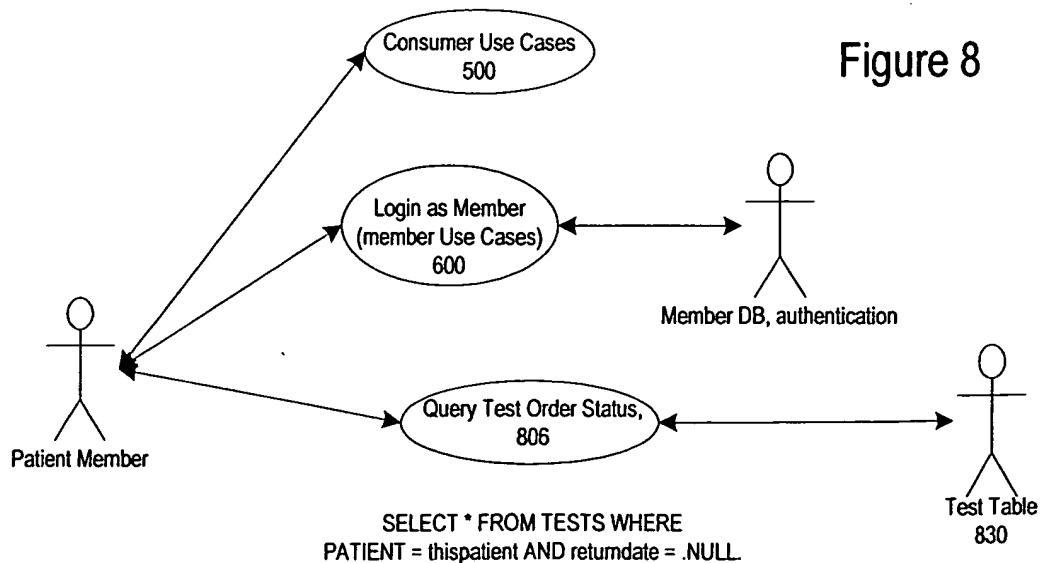 Consumer Use Cases
500
Figure 8
Login as Member
(member Use Cases)
600
Member DB, authentication
Query Test Order Status,
806
Patient Member
Test Table
830
SELECT * FROM TESTS WHERE
PATIENT = thispatient AND returndate = .NULL.